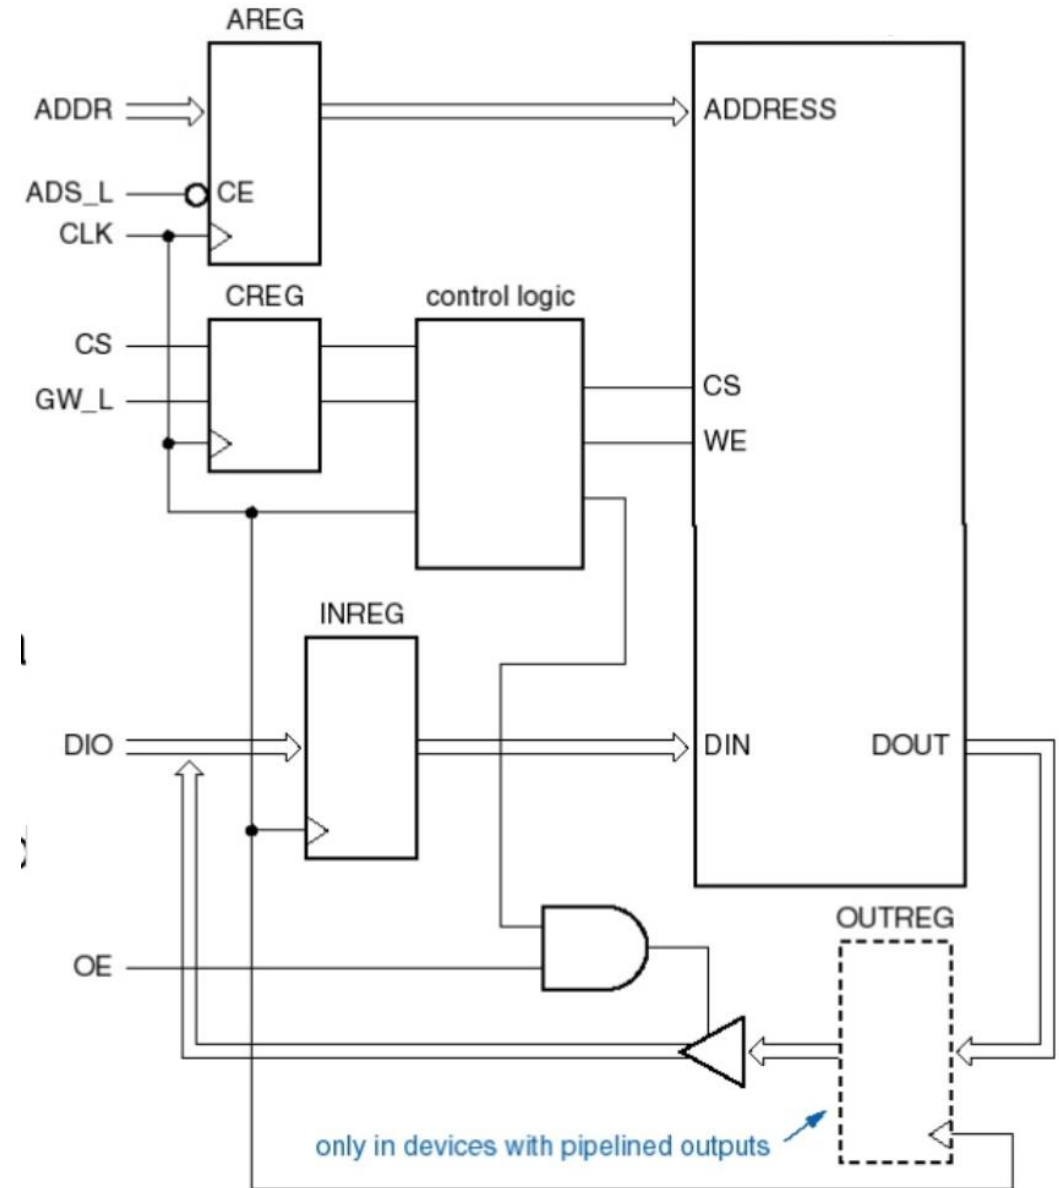 AREG
ADDR
ADDRESS
ADS_L
CE
CLK
CREG
control logic
CS
CS
GW_L
WE
INREG
DIO
DIN
DOUT
OUTREG
OE
only in devices with pipelined outputs